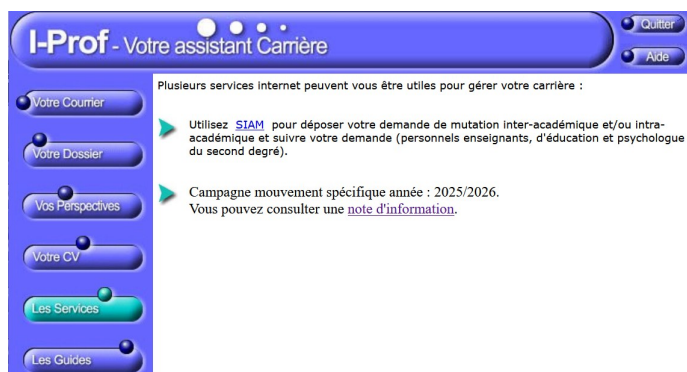 I-Prof - Votre assistant Carrière
Quitter
Aide
Votre Courrier
Votre Dossier
Vos Perspectives
Votre CV
Les Services
Les Guides
Plusieurs services internet peuvent vous être utiles pour gérer votre carrière :
Utilisez SIAM pour déposer votre demande de mutation inter-académique et/ou intra-
académique et suivre votre demande (personnels enseignants, d'éducation et psychologue
du second degré).
Campagne mouvement spécifique année : 2025/2026.
Vous pouvez consulter une note d'information.